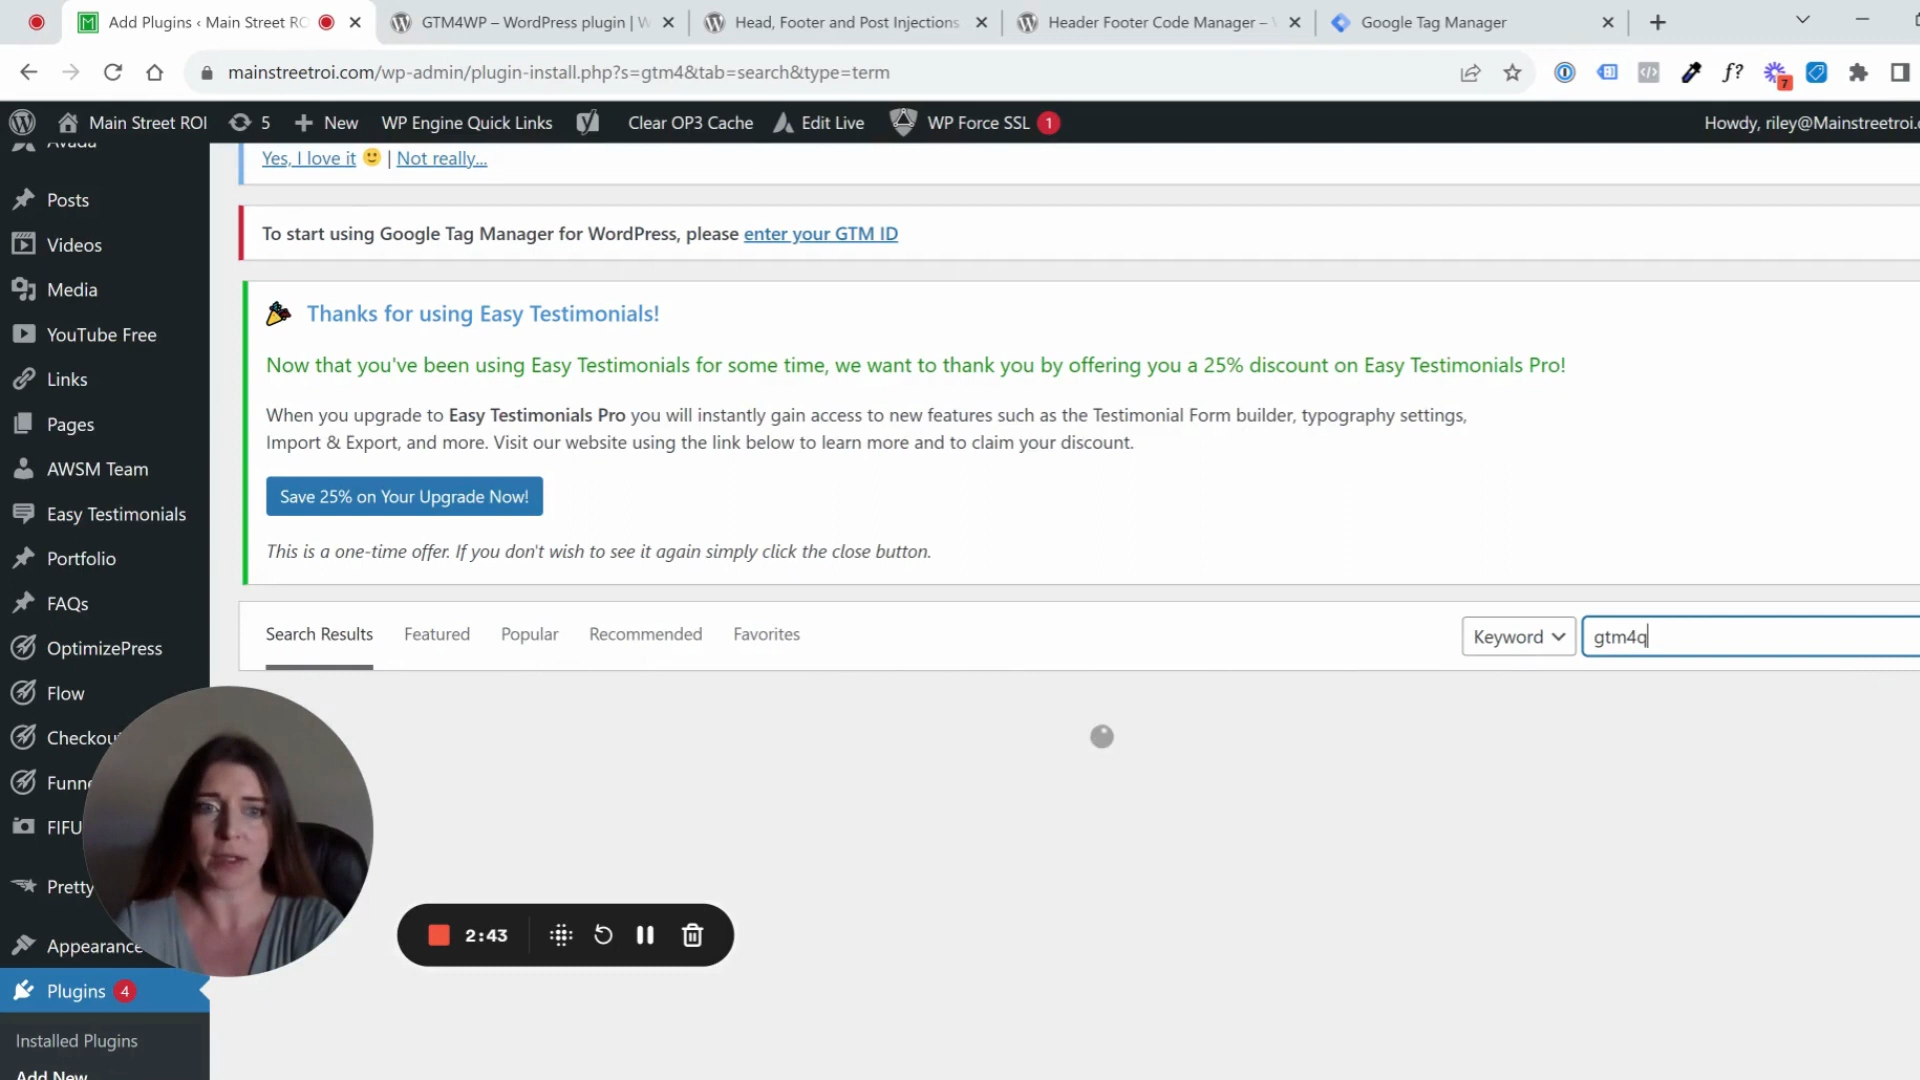 Add Plugins ‹ Main Street RO
GTM4WP – WordPress plugin | W
Head, Footer and Post Injections
Header Footer Code Manager –
Google Tag Manager
mainstreetroi.com/wp-admin/plugin-install.php?s=gtm4&tab=search&type=term
f?
7
Main Street ROI
5
New
WP Engine Quick Links
Clear OP3 Cache
Edit Live
WP Force SSL
1
Howdy, riley@Mainstreetroi.c
Avada
Posts
Videos
Media
YouTube Free
Links
Pages
AWSM Team
Easy Testimonials
Portfolio
FAQs
OptimizePress
Flow
Checkou
Funn
FIFU
Pretty
Appearance
Plugins 4
Installed Plugins
Add New
Yes, I love it 🙂 | Not really...
To start using Google Tag Manager for WordPress, please enter your GTM ID
Thanks for using Easy Testimonials!
Now that you've been using Easy Testimonials for some time, we want to thank you by offering you a 25% discount on Easy Testimonials Pro!
When you upgrade to Easy Testimonials Pro you will instantly gain access to new features such as the Testimonial Form builder, typography settings,
Import & Export, and more. Visit our website using the link below to learn more and to claim your discount.
Save 25% on Your Upgrade Now!
This is a one-time offer. If you don't wish to see it again simply click the close button.
Search Results
Featured
Popular
Recommended
Favorites
Keyword
gtm4q
2:43